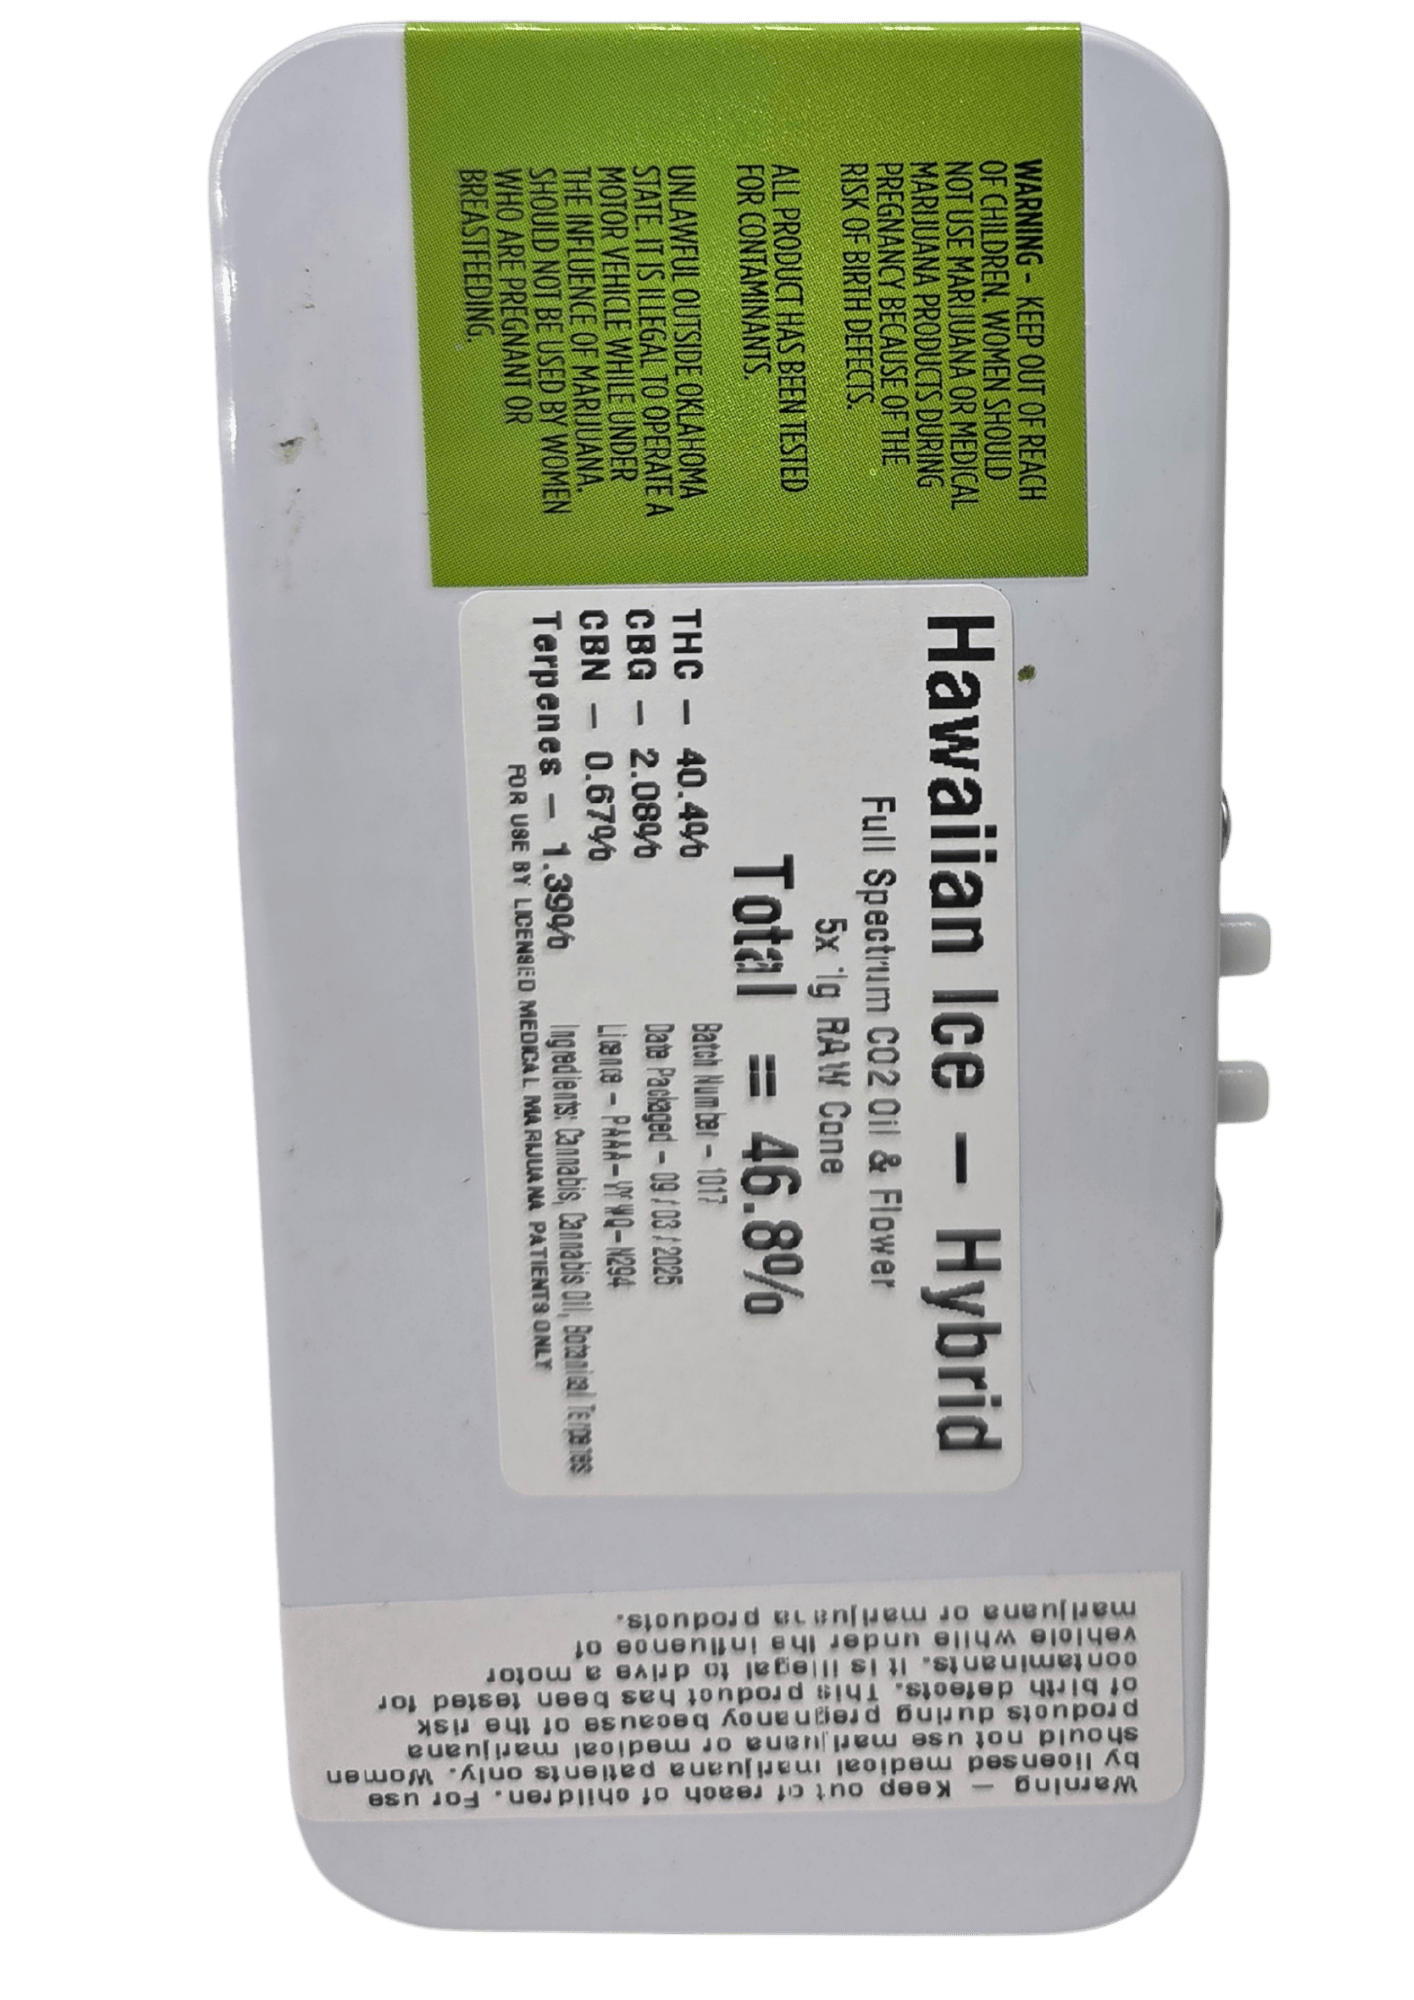 WARNING - KEEP OUT OF REACH
OF CHILDREN. WOMEN SHOULD
NOT USE MARIJUANA OR MEDICAL
MARIJUANA PRODUCTS DURING
PREGNANCY BECAUSE OF THE
RISK OF BIRTH DEFECTS.
ALL PRODUCT HAS BEEN TESTED
FOR CONTAMINANTS.
UNLAWFUL OUTSIDE OKLAHOMA
STATE. IT IS ILLEGAL TO OPERATE A
MOTOR VEHICLE WHILE UNDER
THE INFLUENCE OF MARIJUANA.
SHOULD NOT BE USED BY WOMEN
WHO ARE PREGNANT OR
BREASTFEEDING.
Hawaiian Ice - Hybrid
Full Spectrum CO2 Oil & Flower
5x 1g RAW Cone
Total = 46.8%
THC - 40.4%
CBG - 2.08%
CBN - 0.67%
Terpenes - 1.39%
Batch Number - 1017
Date Packaged - 09/03/2025
Licence - PAAA-VYWQ-N294
Ingredients: Cannabis, Cannabis Oil, Botanical Terpenes
FOR USE BY LICENSED MEDICAL MARIJUANA PATIENTS ONLY
Warning - Keep out of reach of children. For use
by licensed medical marijuana patients only. Women
should not use marijuana or medical marijuana
products during pregnancy because of the risk
of birth defects. This product has been tested for
contaminants. It is illegal to drive a motor
vehicle while under the influence of
marijuana or marijuana products.